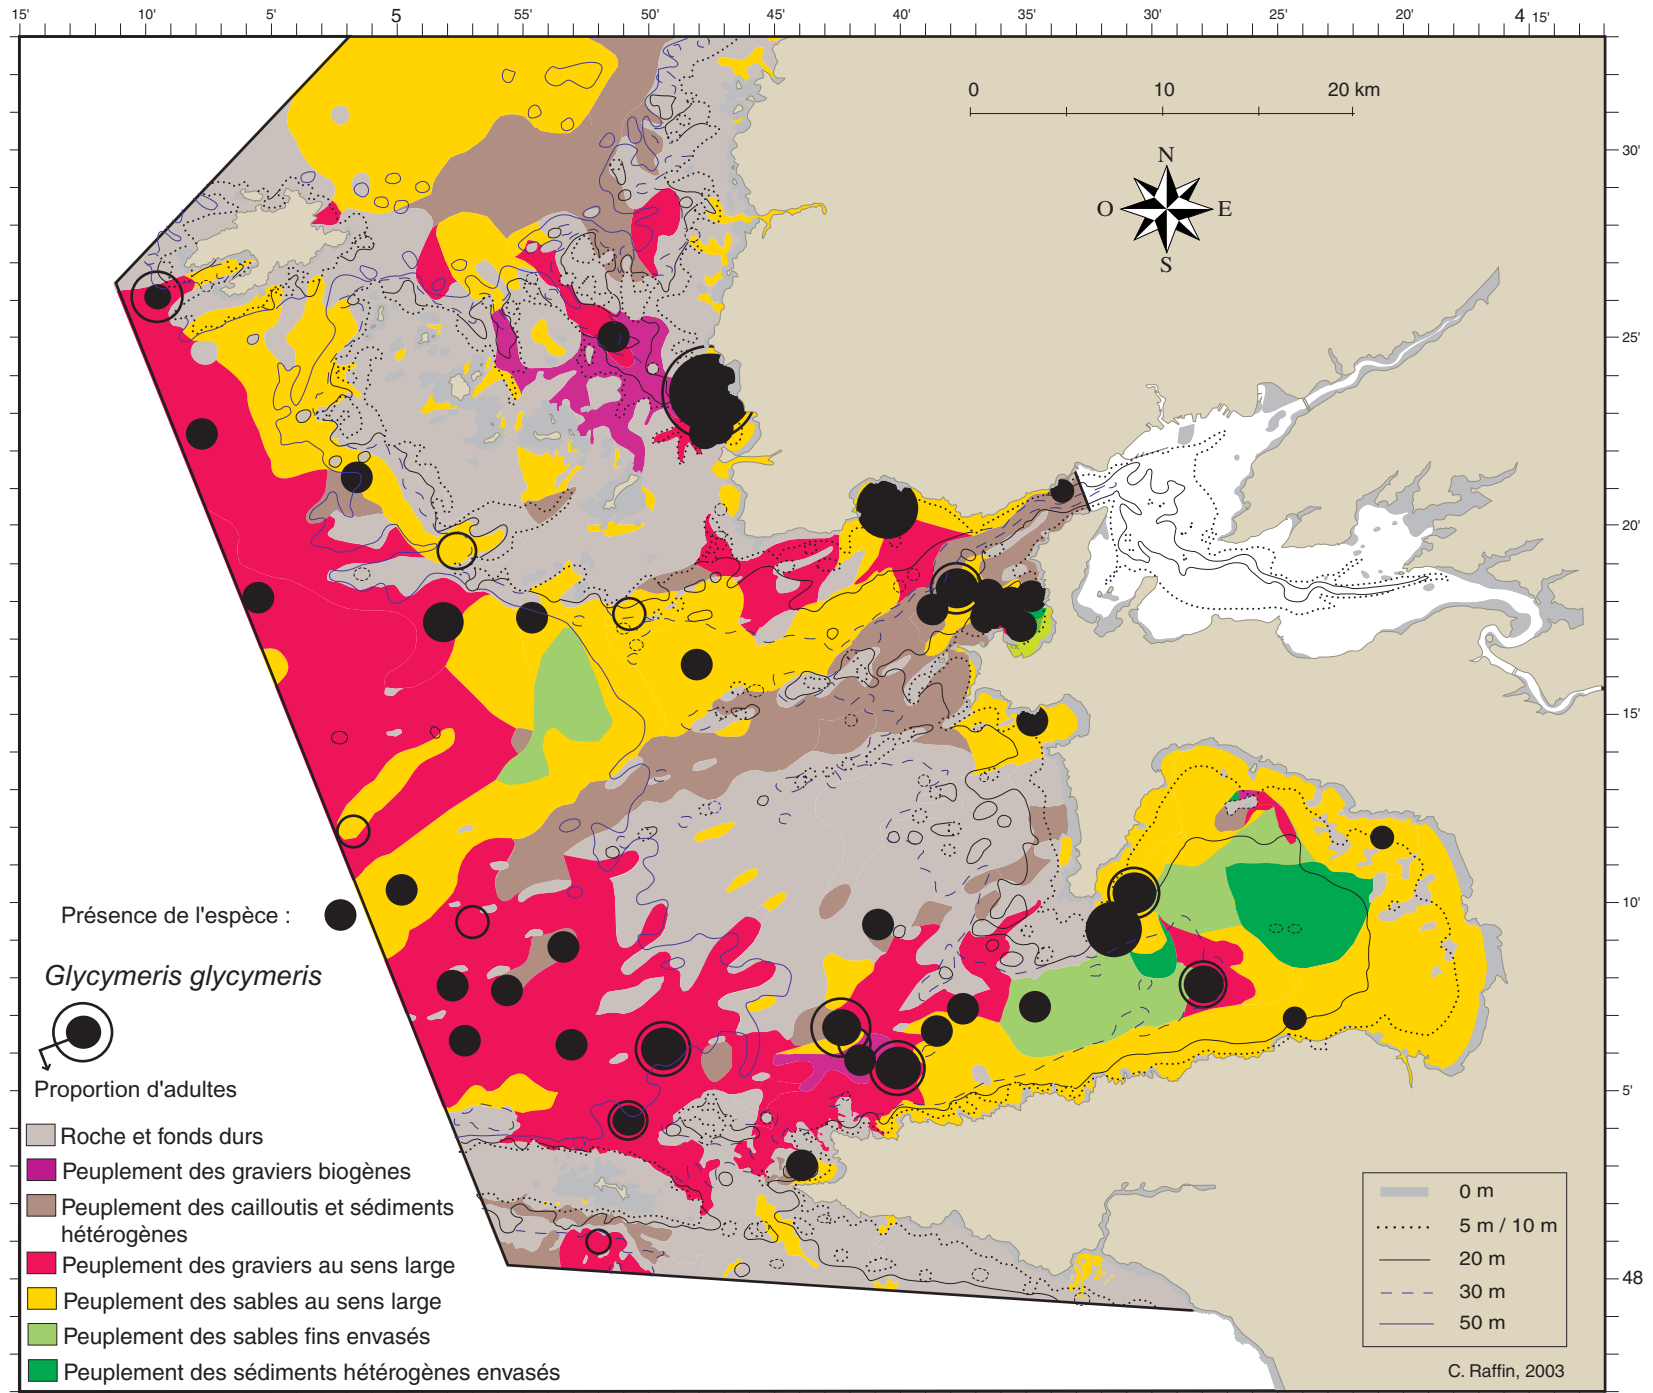 15' 10' 5' 5 55' 50' 45' 40' 35' 30' 25' 20' 4 15'
0 10 20 km
N
O E
S
30'
25'
20'
15'
10'
5'
48
Présence de l'espèce :
Glycymeris glycymeris
Proportion d'adultes
Roche et fonds durs
Peuplement des graviers biogènes
Peuplement des cailloutis et sédiments
hétérogènes
Peuplement des graviers au sens large
Peuplement des sables au sens large
Peuplement des sables fins envasés
Peuplement des sédiments hétérogènes envasés
0 m
5 m / 10 m
20 m
30 m
50 m
C. Raffin, 2003